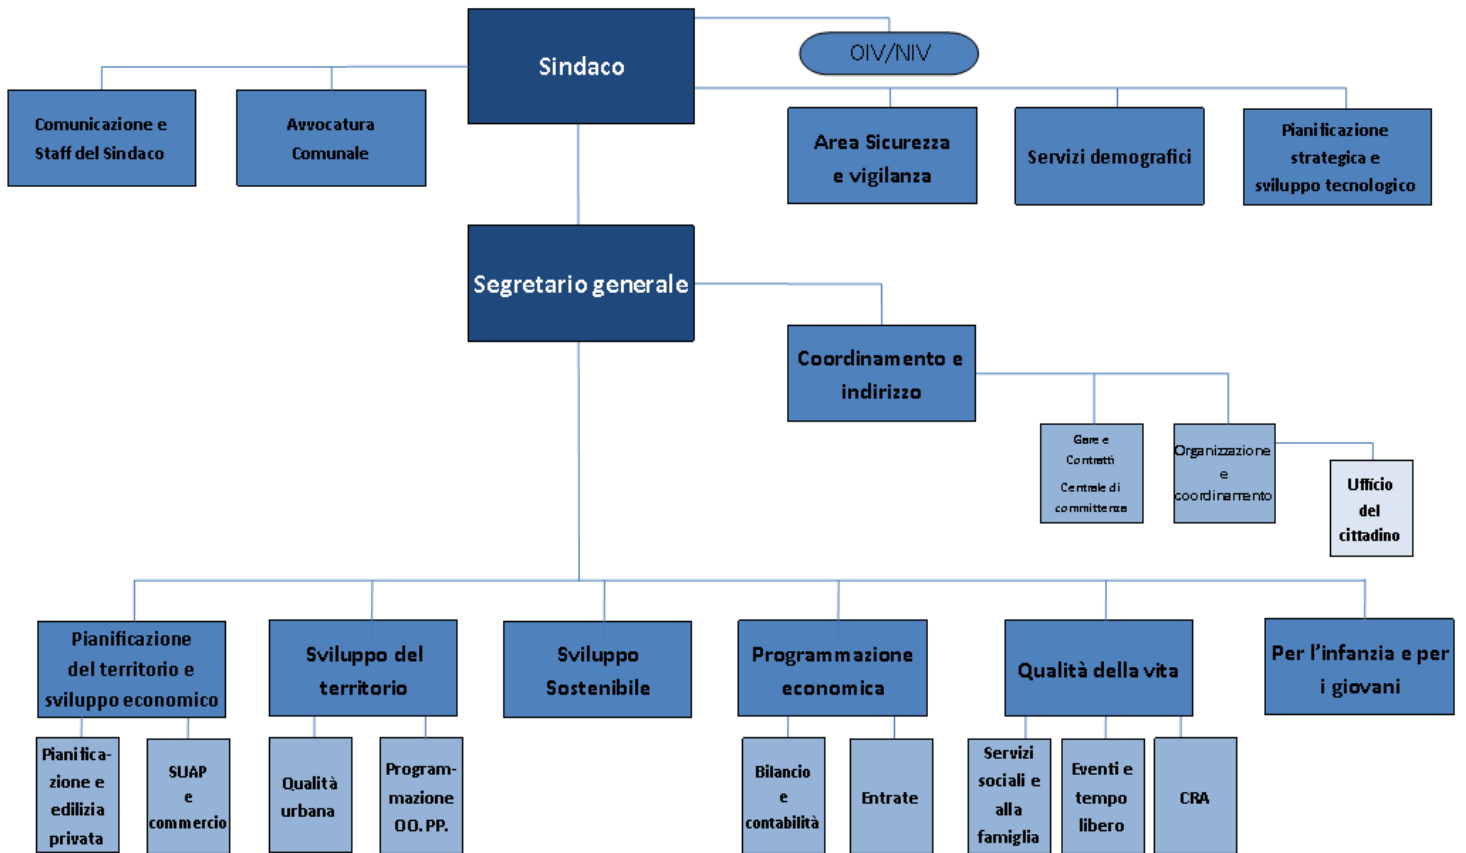 Sindaco
OIV/NIV
Comunicazione e
Staff del Sindaco
Avvocatura
Comunale
Area Sicurezza
e vigilanza
Servizi demografici
Pianificazione
strategica e
sviluppo tecnologico
Segretario generale
Coordinamento e
indirizzo
Gare e
Contratti
Centrale di
committenza
Organizzazione
e
coordinamento
Ufficio
del
cittadino
Pianificazione
del territorio e
sviluppo economico
Sviluppo del
territorio
Sviluppo
Sostenibile
Programmazione
economica
Qualità della vita
Per l'infanzia e per
i giovani
Pianifica-
zione e
edilizia
privata
SUAP
e
commercio
Qualità
urbana
Program-
mazione
OO. PP.
Bilancio
e
contabilità
Entrate
Servizi
sociali e
alla
famiglia
Eventi e
tempo
libero
CRA